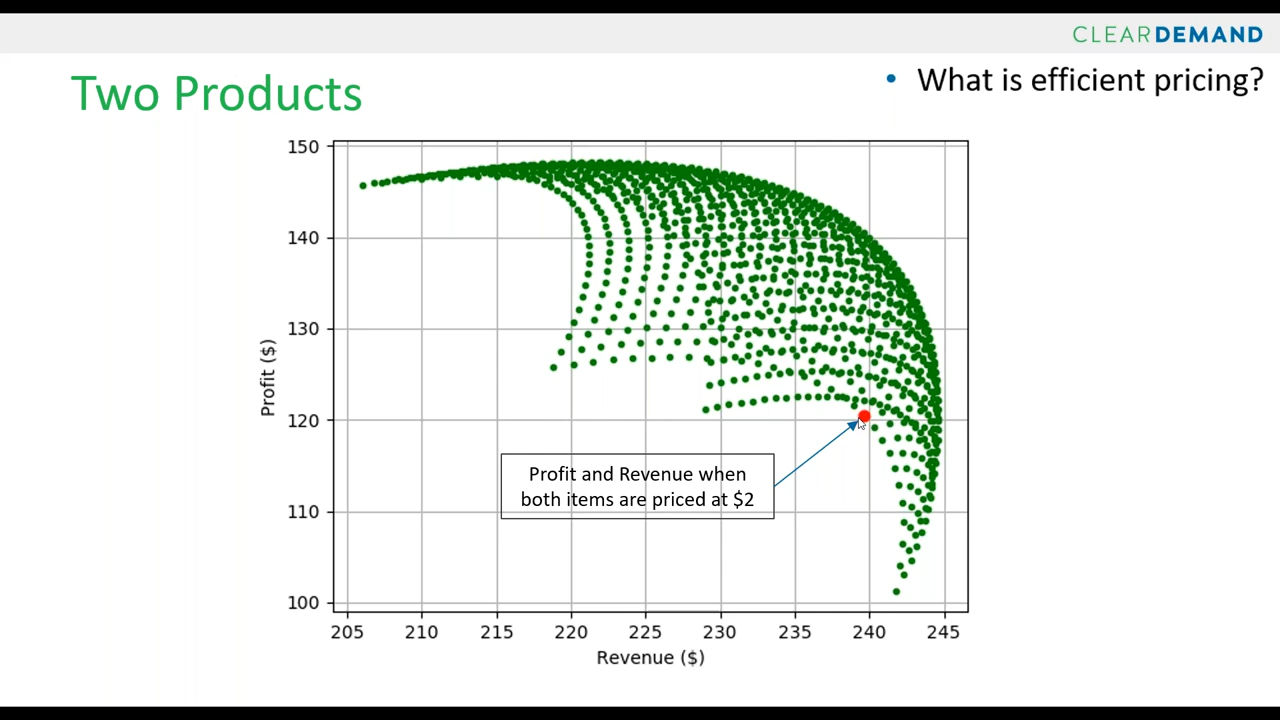 CLEARDEMAND
Two Products
• What is efficient pricing?
150
140
130
120
110
100
Profit ($)
Profit and Revenue when
both items are priced at $2
205 210 215 220 225 230 235 240 245
Revenue ($)